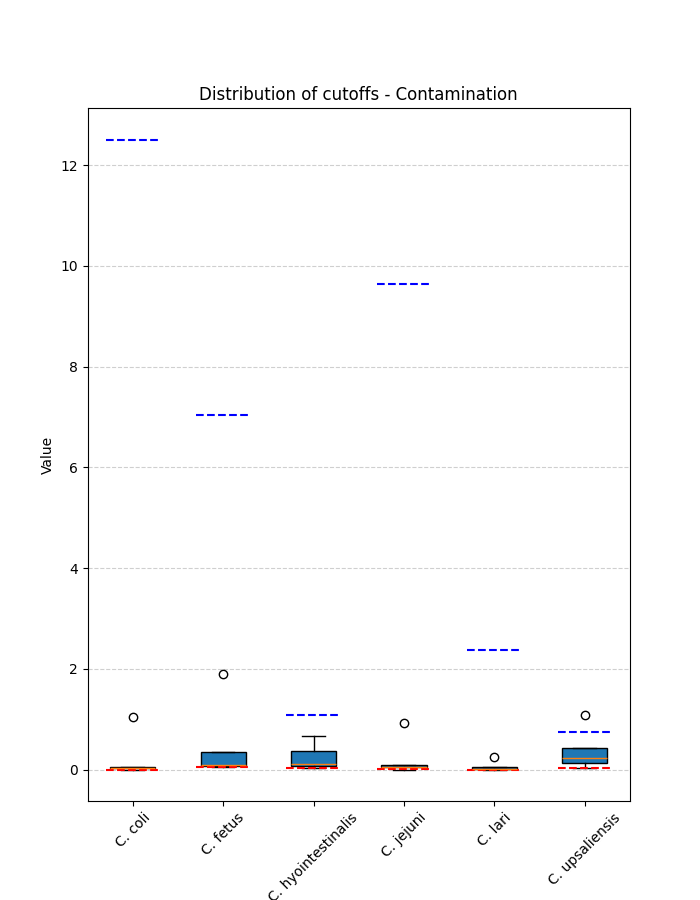 Distribution of cutoffs - Contamination
Value
12
10
8
6
4
2
0
C. coli
C. fetus
C. hyointestinalis
C. jejuni
C. lari
C. upsaliensis